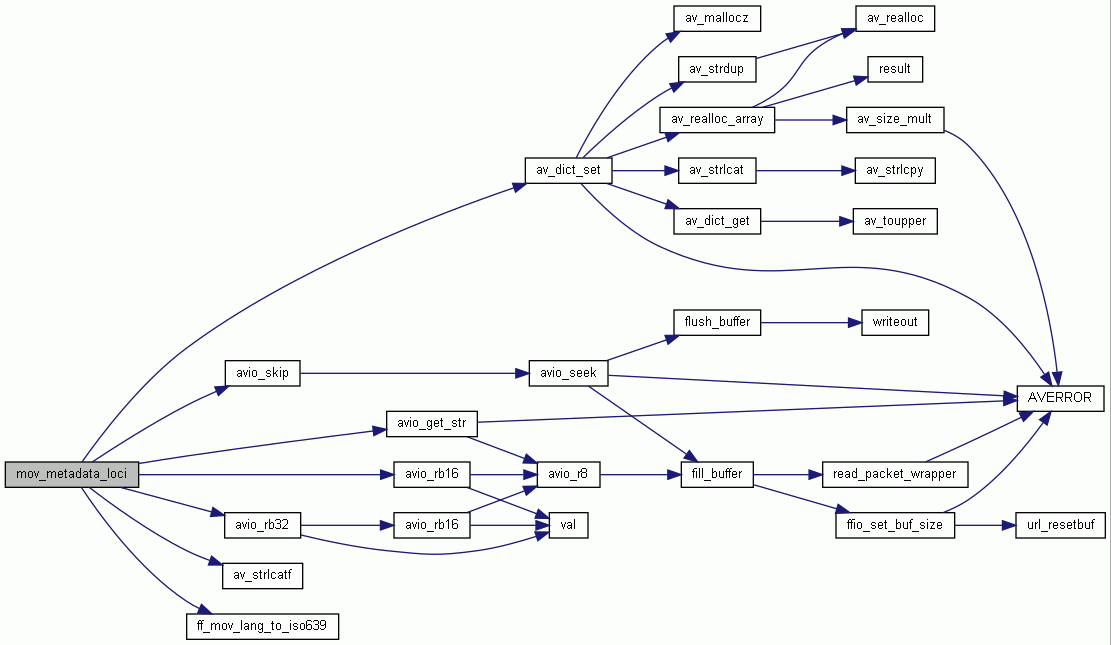 av_mallocz
av_realloc
av_strdup
result
av_realloc_array
av_size_mult
av_dict_set
av_strlcat
av_strlcpy
av_dict_get
av_toupper
flush_buffer
writeout
avio_skip
avio_seek
AVERROR
avio_get_str
mov_metadata_loci
avio_rb16
avio_r8
fill_buffer
read_packet_wrapper
avio_rb32
avio_rb16
val
ffio_set_buf_size
url_resetbuf
av_strlcatf
ff_mov_lang_to_iso639